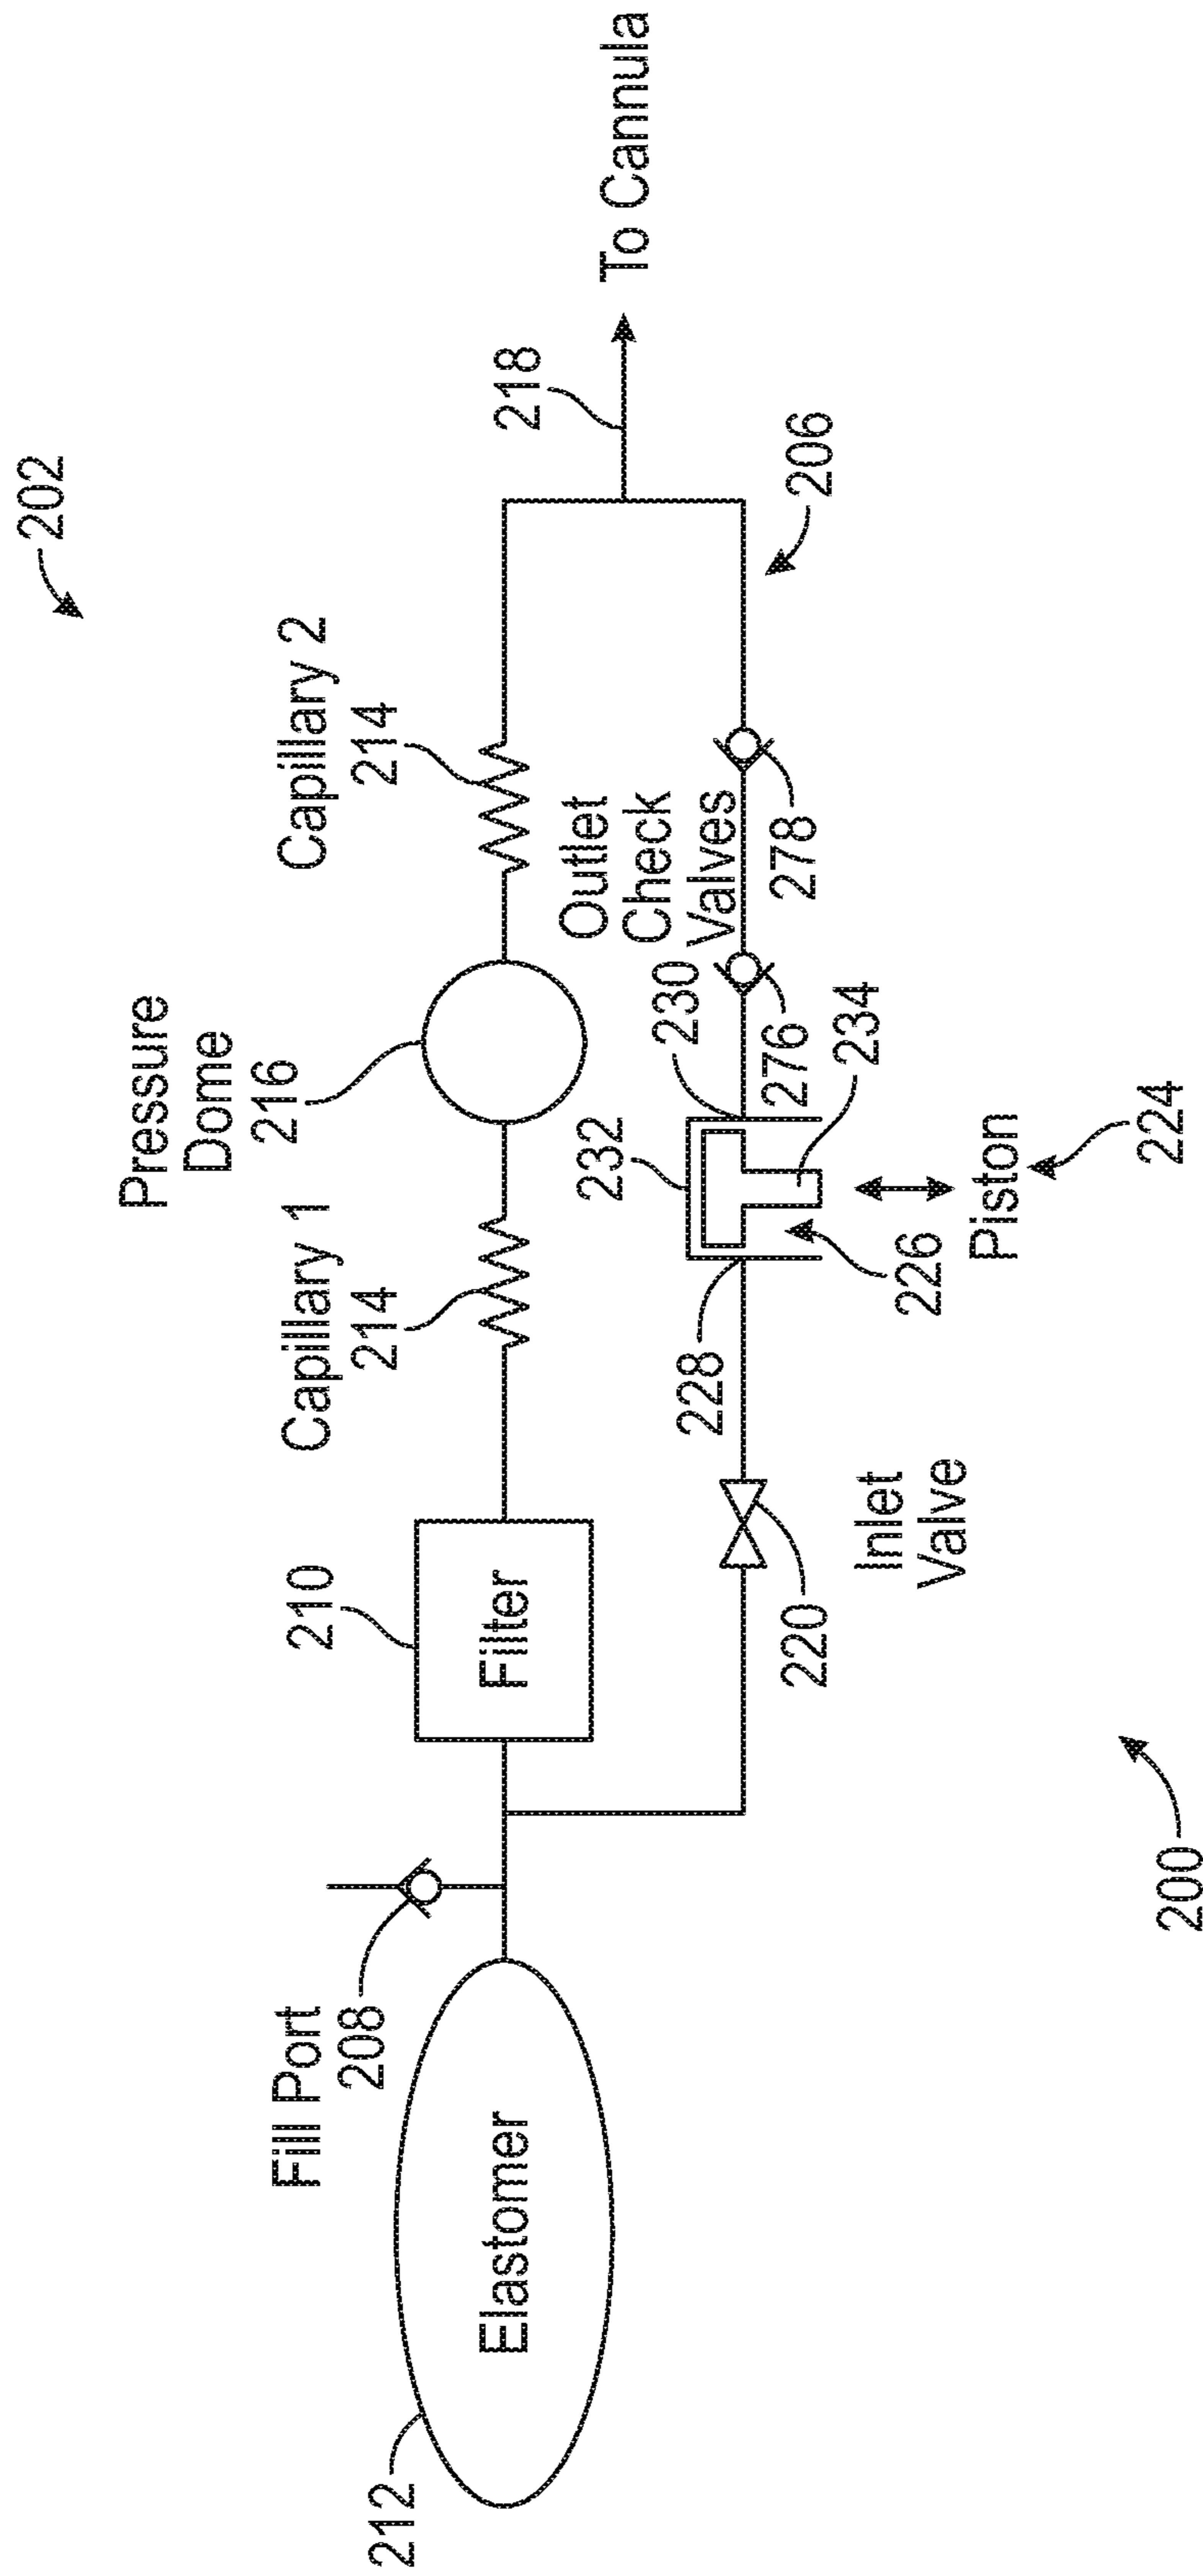 202
Pressure
Dome
216
Capillary 1
214
Capillary 2
214
218
To Cannula
Fill Port
208
210
Filter
212
Elastomer
Outlet
Check
Valves
232
230
228
276
278
206
234
226
220
Inlet
Valve
Piston
224
200